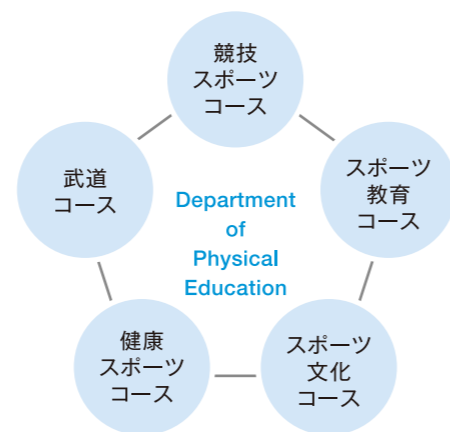 競技
スポーツ
コース
武道
コース
スポーツ
教育
コース
Department
of
Physical
Education
健康
スポーツ
コース
スポーツ
文化
コース